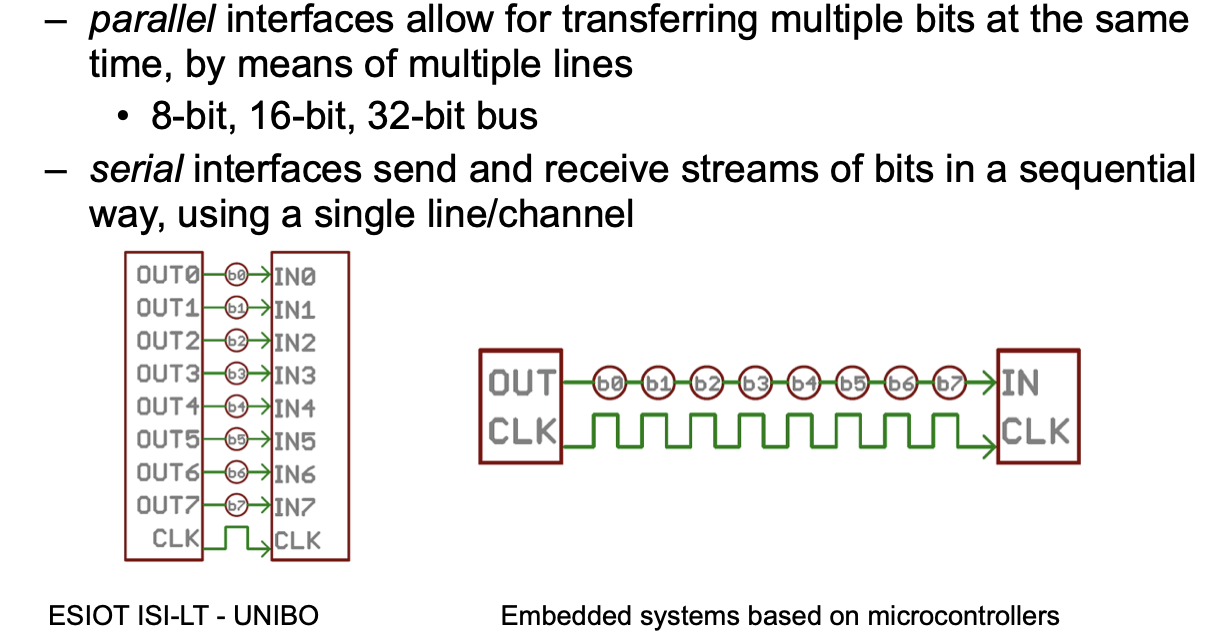 – parallel interfaces allow for transferring multiple bits at the same
time, by means of multiple lines
• 8-bit, 16-bit, 32-bit bus
– serial interfaces send and receive streams of bits in a sequential
way, using a single line/channel
OUT0 b0 IN0
OUT1 b1 IN1
OUT2 b2 IN2
OUT3 b3 IN3
OUT4 b4 IN4
OUT5 b5 IN5
OUT6 b6 IN6
OUT7 b7 IN7
CLK CLK
OUT b0 b1 b2 b3 b4 b5 b6 b7 IN
CLK CLK
ESIOT ISI-LT - UNIBO
Embedded systems based on microcontrollers